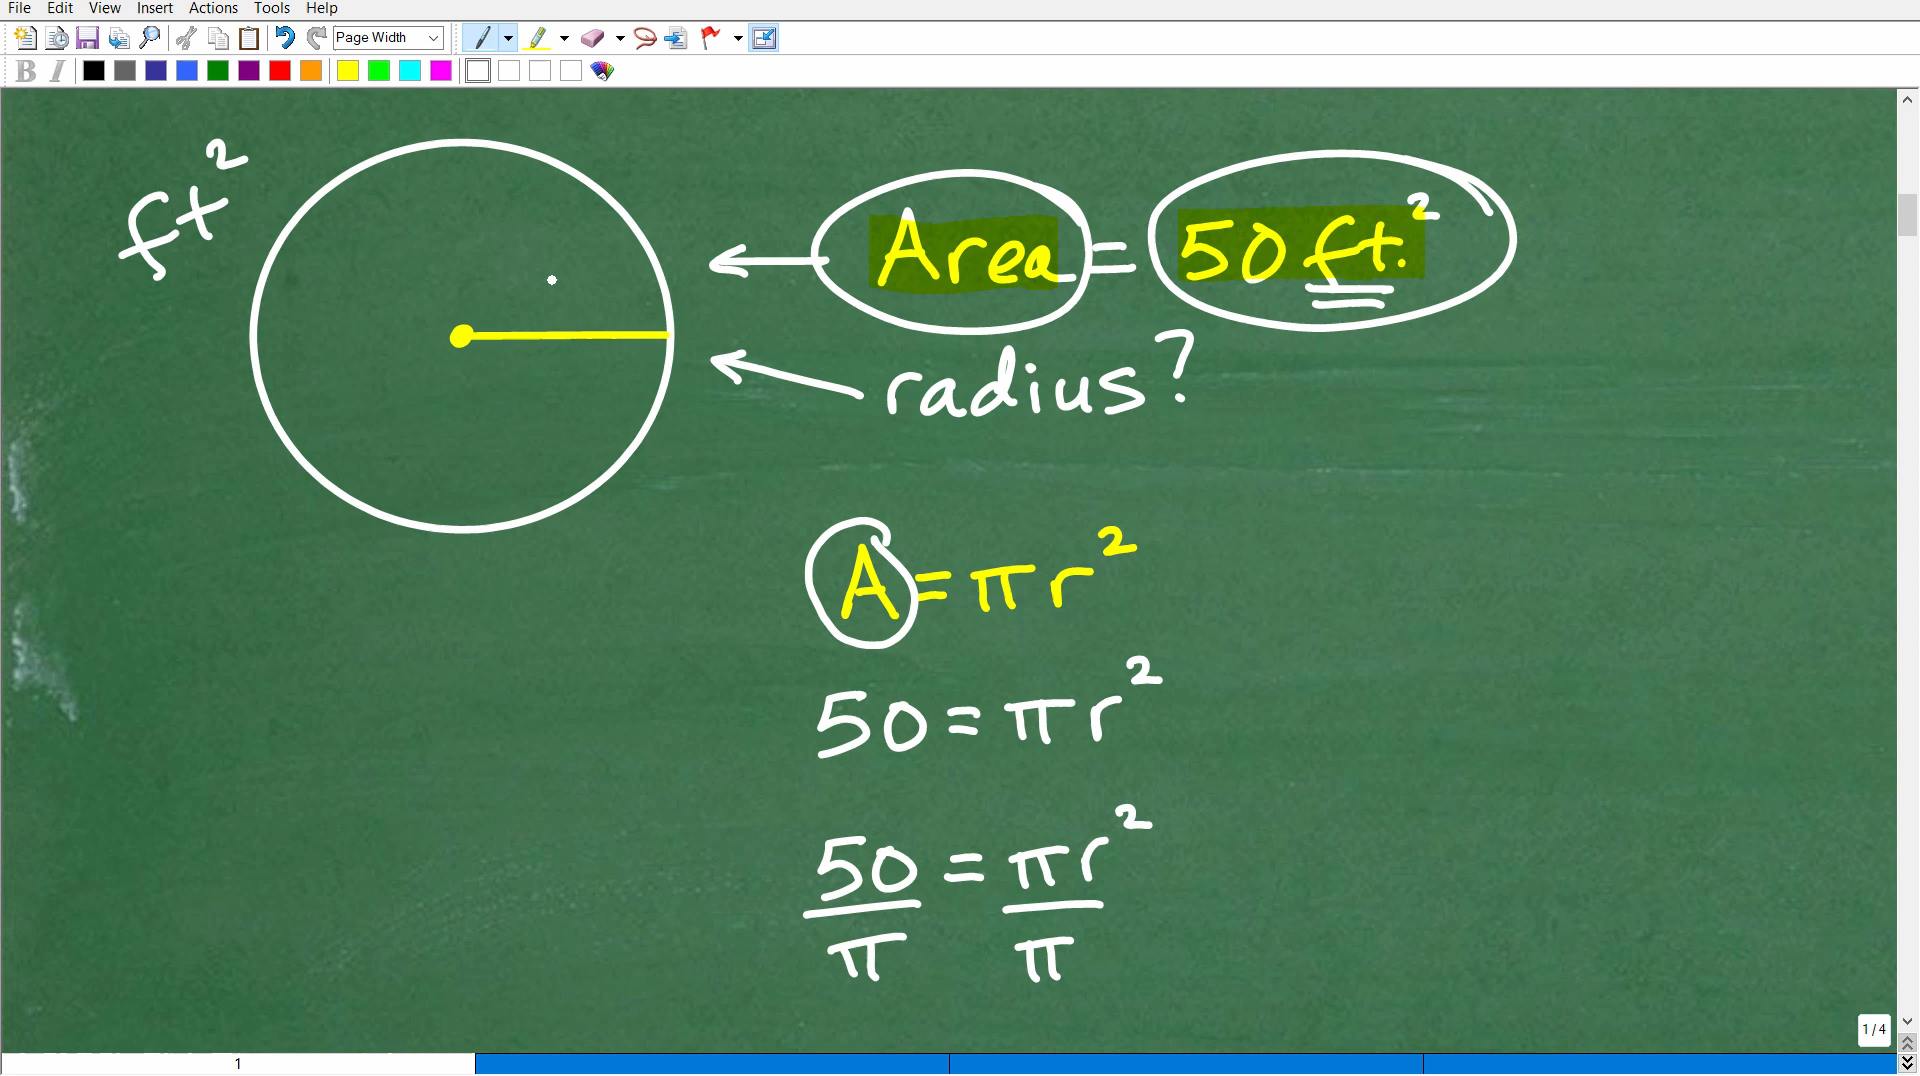 File Edit View Insert Actions Tools Help
Page Width
B I
ft²
Area = 50 ft.²
radius?
A = πr²
50 = πr²
50 = πr²
π π
1 / 4
1